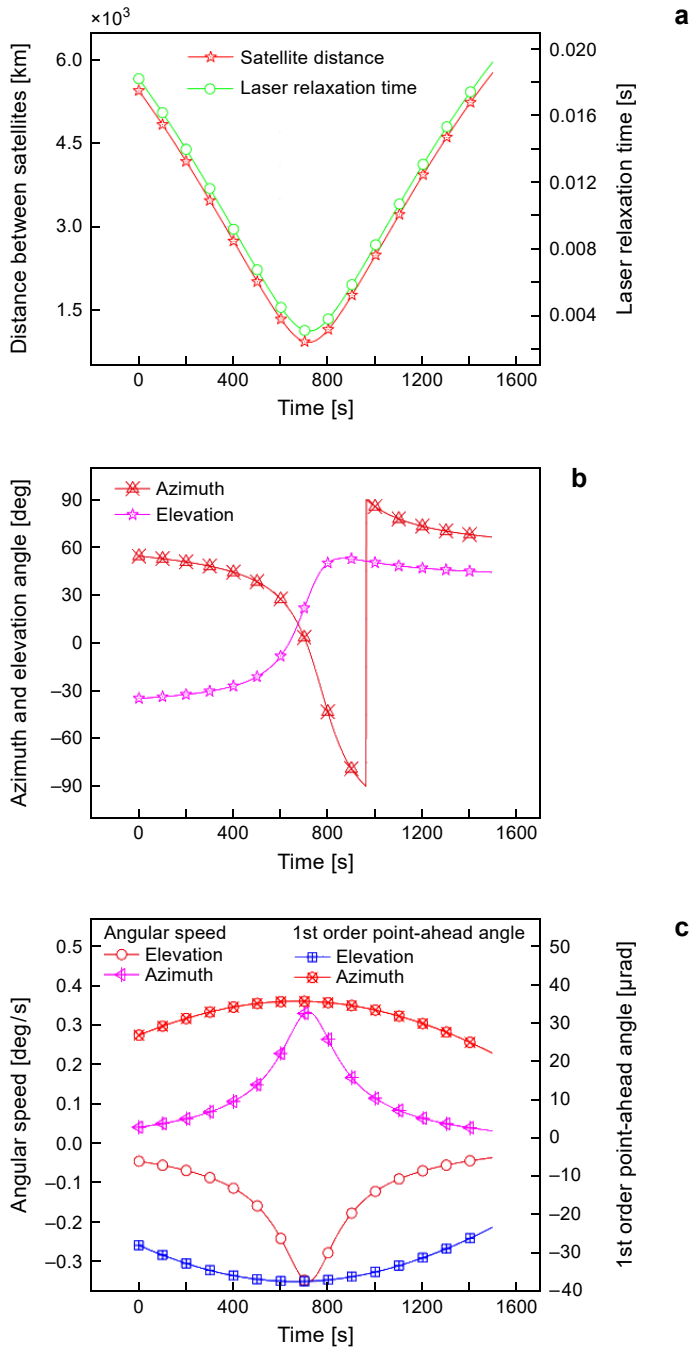 a
×10³
Satellite distance
Laser relaxation time
Distance between satellites [km]
6.0
4.5
3.0
1.5
0.020
0.016
0.012
0.008
0.004
Laser relaxation time [s]
0 400 800 1200 1600
Time [s]
b
Azimuth
Elevation
Azimuth and elevation angle [deg]
90
60
30
0
–30
–60
–90
0 400 800 1200 1600
Time [s]
c
Angular speed
Elevation
Azimuth
1st order point-ahead angle
Elevation
Azimuth
Angular speed [deg/s]
0.5
0.4
0.3
0.2
0.1
0.0
–0.1
–0.2
–0.3
50
40
30
20
10
0
–10
–20
–30
–40
1st order point-ahead angle [μrad]
0 400 800 1200 1600
Time [s]